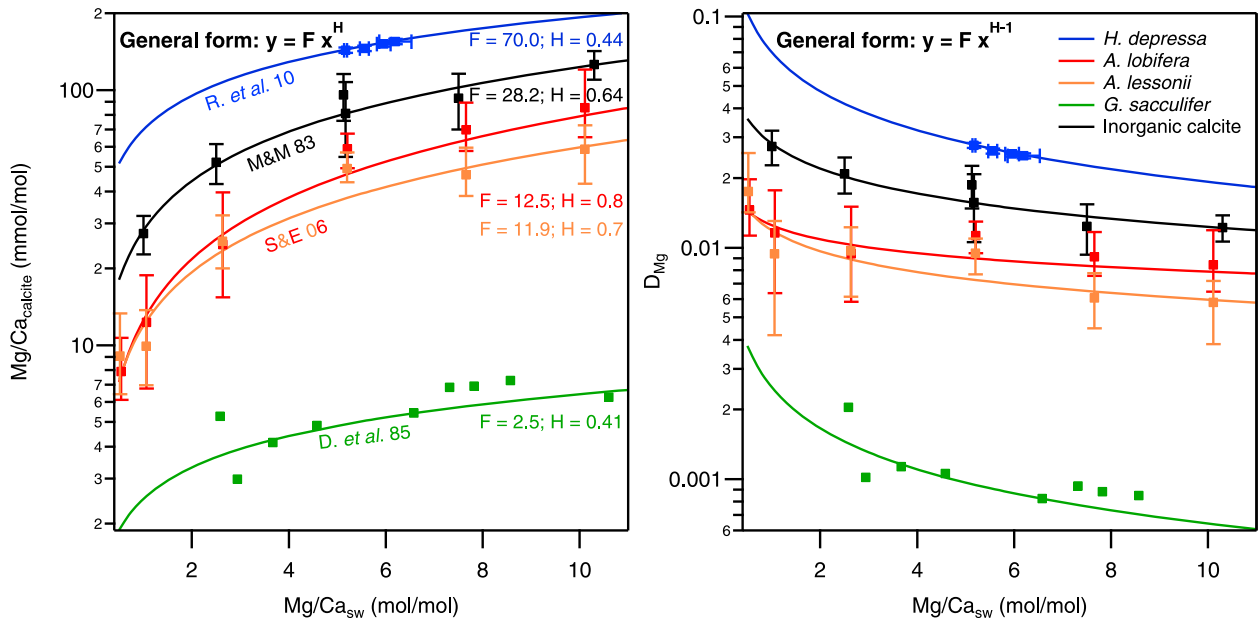 General form: y = F x^H
F = 70.0; H = 0.44
R. et al. 10
F = 28.2; H = 0.64
M&M 83
F = 12.5; H = 0.8
F = 11.9; H = 0.7
S&E 06
D. et al. 85
F = 2.5; H = 0.41
Mg/Ca_calcite (mmol/mol)
2
100
7
6
5
4
3
2
10
7
6
5
4
3
2
2 4 6 8 10
Mg/Ca_sw (mol/mol)
General form: y = F x^H-1
H. depressa
A. lobifera
A. lessonii
G. sacculifer
Inorganic calcite
D_Mg
0.1
6
5
4
3
2
0.01
6
5
4
3
2
0.001
6
2 4 6 8 10
Mg/Ca_sw (mol/mol)